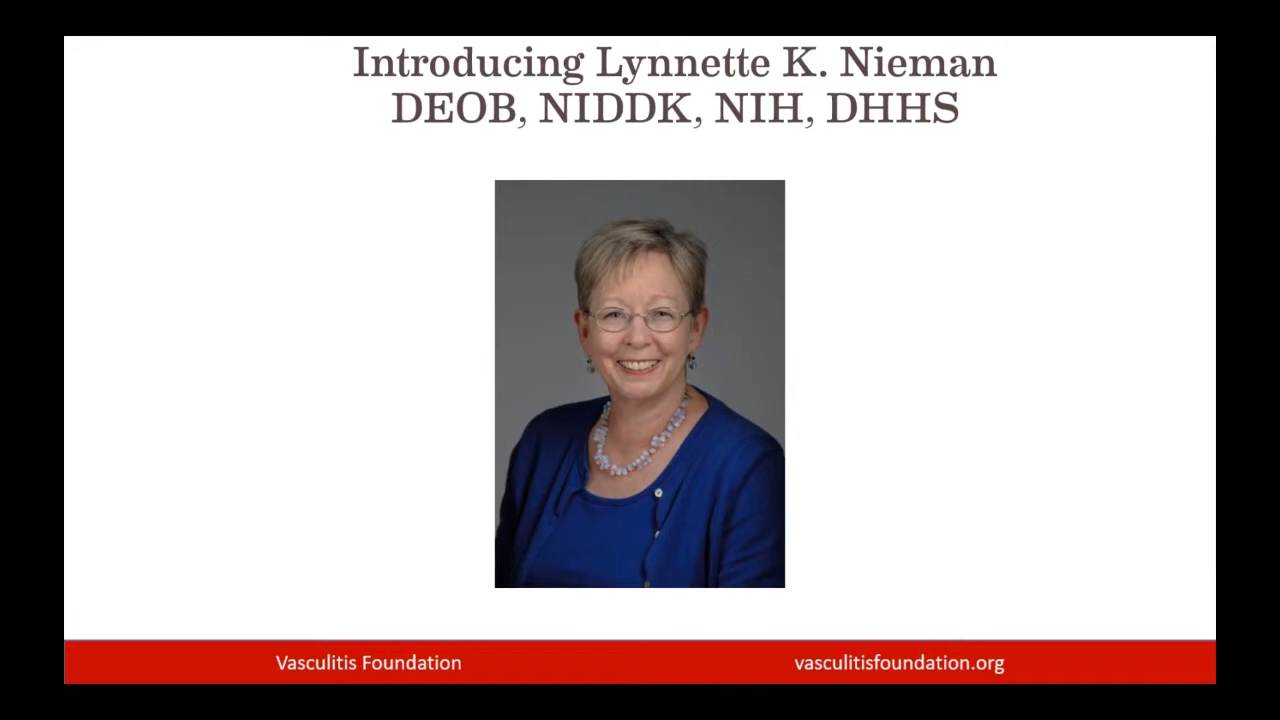 Introducing Lynnette K. Nieman
DEOB, NIDDK, NIH, DHHS
Vasculitis Foundation
vasculitisfoundation.org